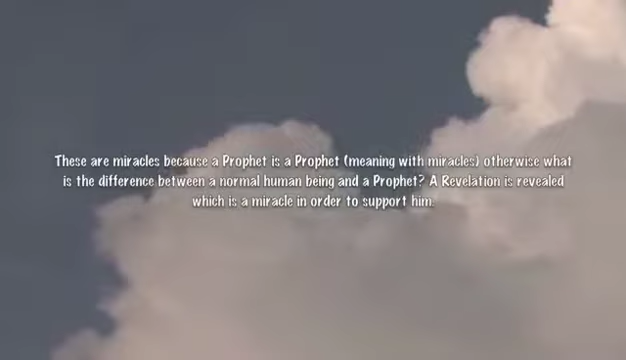 These are miracles because a Prophet is a Prophet (meaning with miracles) otherwise what
is the difference between a normal human being and a Prophet? A Revelation is revealed
which is a miracle in order to support him.